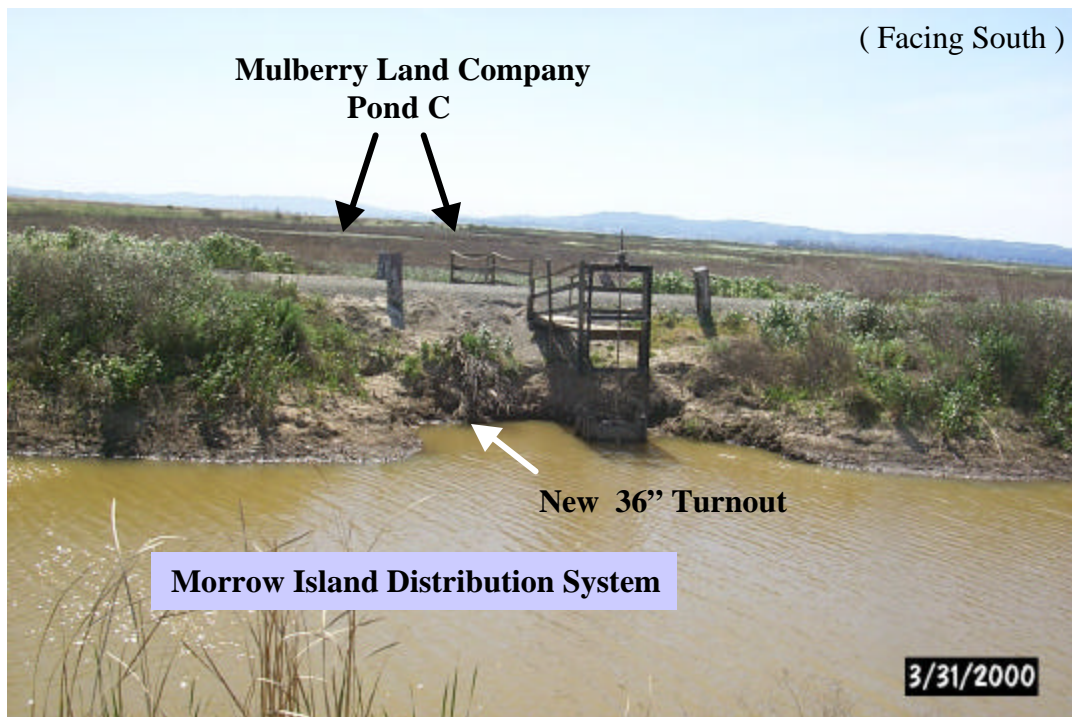 ( Facing South )
Mulberry Land Company
Pond C
New 36” Turnout
Morrow Island Distribution System
3/31/2000